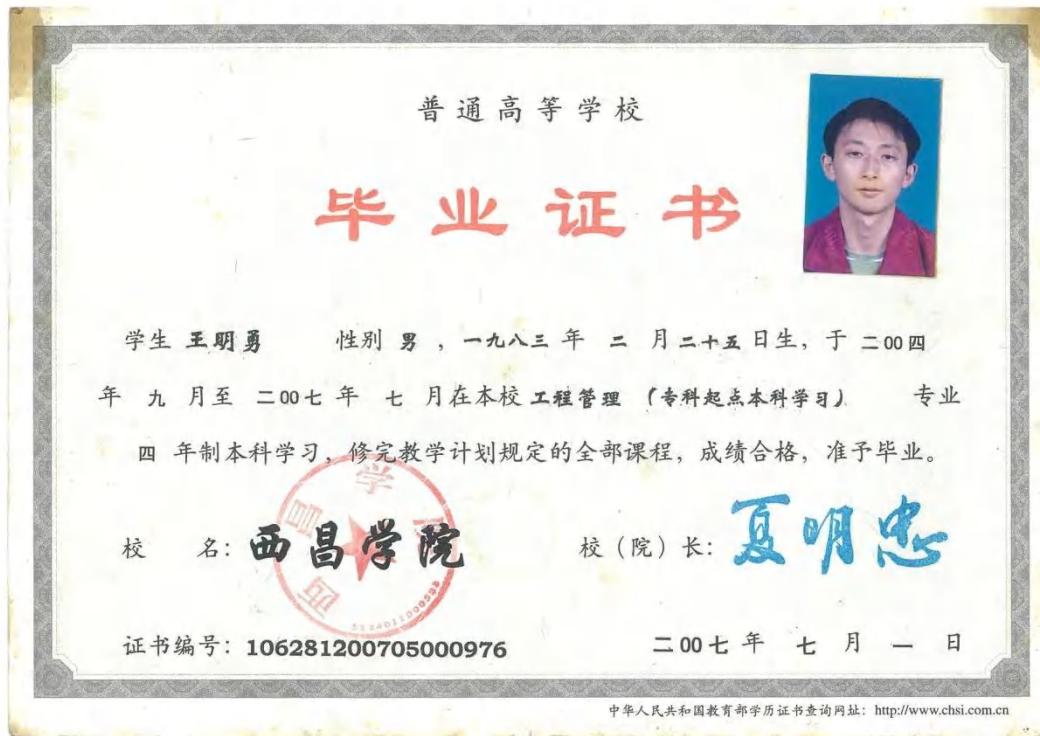 普通高等学校
毕业证书
学生 王明勇 性别 男 ，一九八三 年 二 月 二十五 日生，于 二00四
年 九 月至 二00七 年 七 月在本校 工程管理 （专科起点本科学习） 专业
四 年制本科学习，修完教学计划规定的全部课程，成绩合格，准予毕业。
西昌学院
校 名：西昌学院 校（院）长：夏明忠
证书编号：106281200705000976 二00七 年 七 月 一 日
中华人民共和国教育部学历证书查询网址：http://www.chsi.com.cn